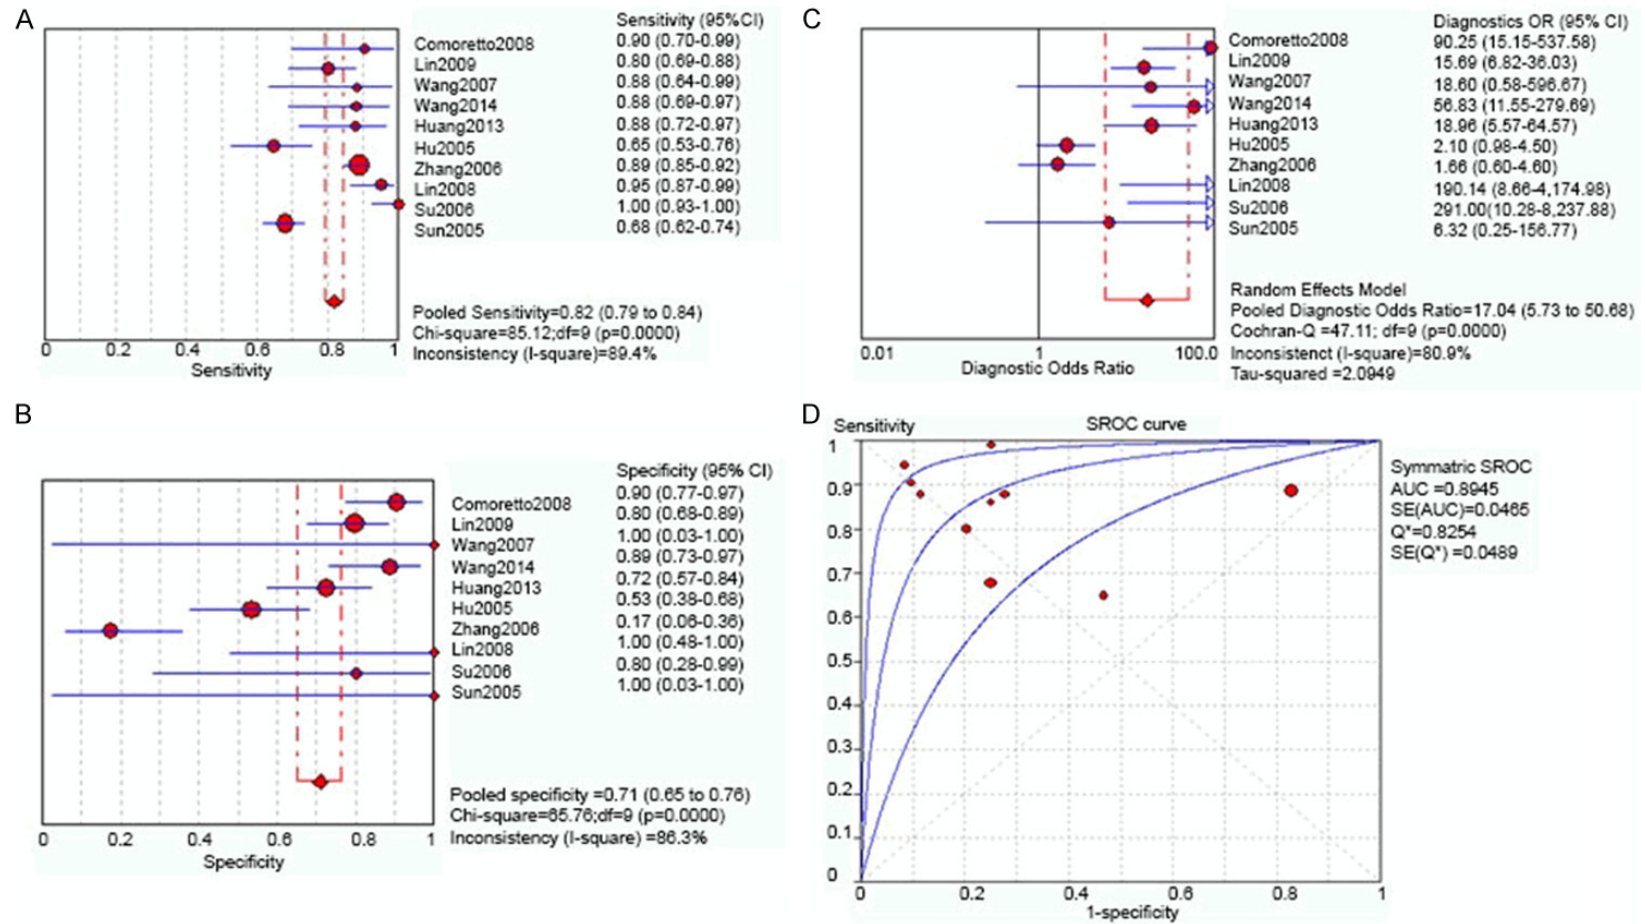 A
Sensitivity (95%CI)
Comoretto2008 0.90 (0.70-0.99)
Lin2009 0.80 (0.69-0.88)
Wang2007 0.88 (0.64-0.99)
Wang2014 0.88 (0.69-0.97)
Huang2013 0.88 (0.72-0.97)
Hu2005 0.65 (0.53-0.76)
Zhang2006 0.89 (0.85-0.92)
Lin2008 0.95 (0.87-0.99)
Su2006 1.00 (0.93-1.00)
Sun2005 0.68 (0.62-0.74)
Pooled Sensitivity=0.82 (0.79 to 0.84)
Chi-square=85.12;df=9 (p=0.0000)
Inconsistency (I-square)=89.4%
0 0.2 0.4 0.6 0.8 1
Sensitivity
B
Specificity (95% CI)
Comoretto2008 0.90 (0.77-0.97)
Lin2009 0.80 (0.68-0.89)
Wang2007 1.00 (0.03-1.00)
Wang2014 0.89 (0.73-0.97)
Huang2013 0.72 (0.57-0.84)
Hu2005 0.53 (0.38-0.68)
Zhang2006 0.17 (0.06-0.36)
Lin2008 1.00 (0.48-1.00)
Su2006 0.80 (0.28-0.99)
Sun2005 1.00 (0.03-1.00)
Pooled specificity =0.71 (0.65 to 0.76)
Chi-square=65.76;df=9 (p=0.0000)
Inconsistency (I-square) =86.3%
0 0.2 0.4 0.6 0.8 1
Specificity
C
Diagnostics OR (95% CI)
Comoretto2008 90.25 (15.15-537.58)
Lin2009 15.69 (6.82-36.03)
Wang2007 18.60 (0.58-596.67)
Wang2014 56.83 (11.55-279.69)
Huang2013 18.96 (5.57-64.57)
Hu2005 2.10 (0.98-4.50)
Zhang2006 1.66 (0.60-4.60)
Lin2008 190.14 (8.66-4,174.98)
Su2006 291.00(10.28-8,237.88)
Sun2005 6.32 (0.25-156.77)
Random Effects Model
Pooled Diagnostic Odds Ratio=17.04 (5.73 to 50.68)
Cochran-Q =47.11; df=9 (p=0.0000)
Inconsistenct (I-square)=80.9%
Tau-squared =2.0949
0.01 1 100.0
Diagnostic Odds Ratio
D
Sensitivity
SROC curve
1
0.9
0.8
0.7
0.6
0.5
0.4
0.3
0.2
0.1
0
0 0.2 0.4 0.6 0.8 1
1-specificity
Symmatric SROC
AUC =0.8945
SE(AUC)=0.0465
Q*=0.8254
SE(Q*) =0.0489